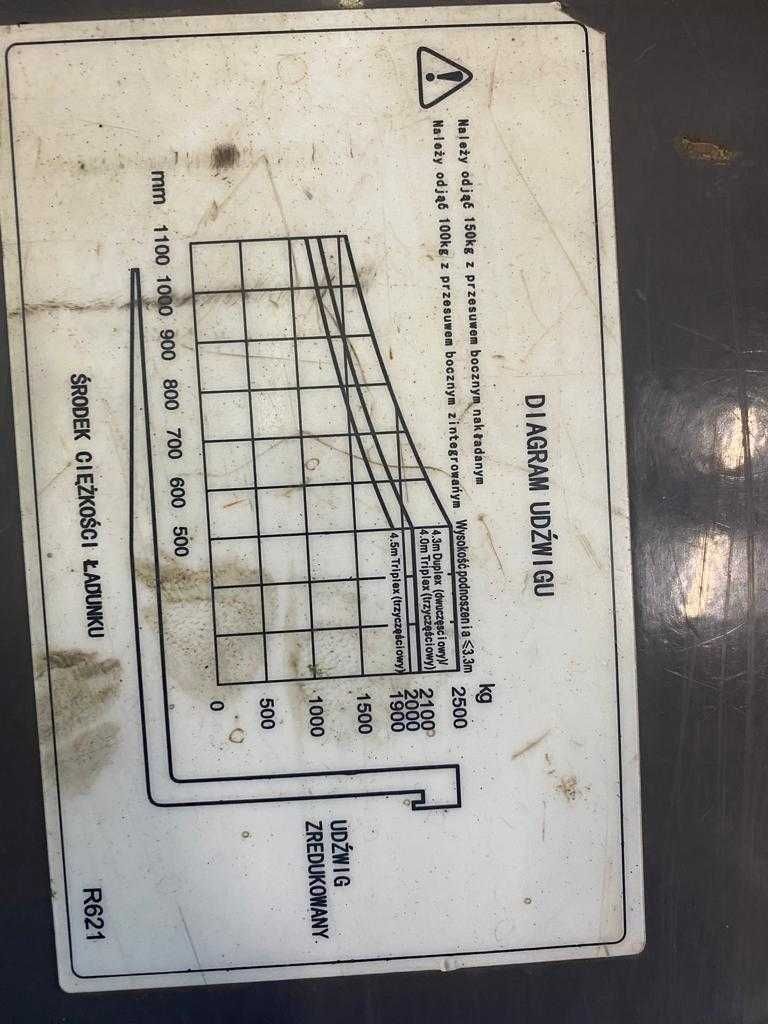 DIAGRAM UDŹWIGU
Należy odjąć 150kg z przesuwem bocznym nakładanym
Należy odjąć 100kg z przesuwem bocznym zintegrowanym
kg
Wysokość podnoszenia ≤3.3m
2500
4.3m Duplex (dwuczęściowy)/
4.0m Triplex (trzyczęściowy)
2100
2000
4.5m Triplex (trzyczęściowy)
1900
1500
1000
500
0
mm 1100 1000 900 800 700 600 500
UDŹWIG
ZREDUKOWANY.
ŚRODEK CIĘŻKOŚCI ŁADUNKU
R621